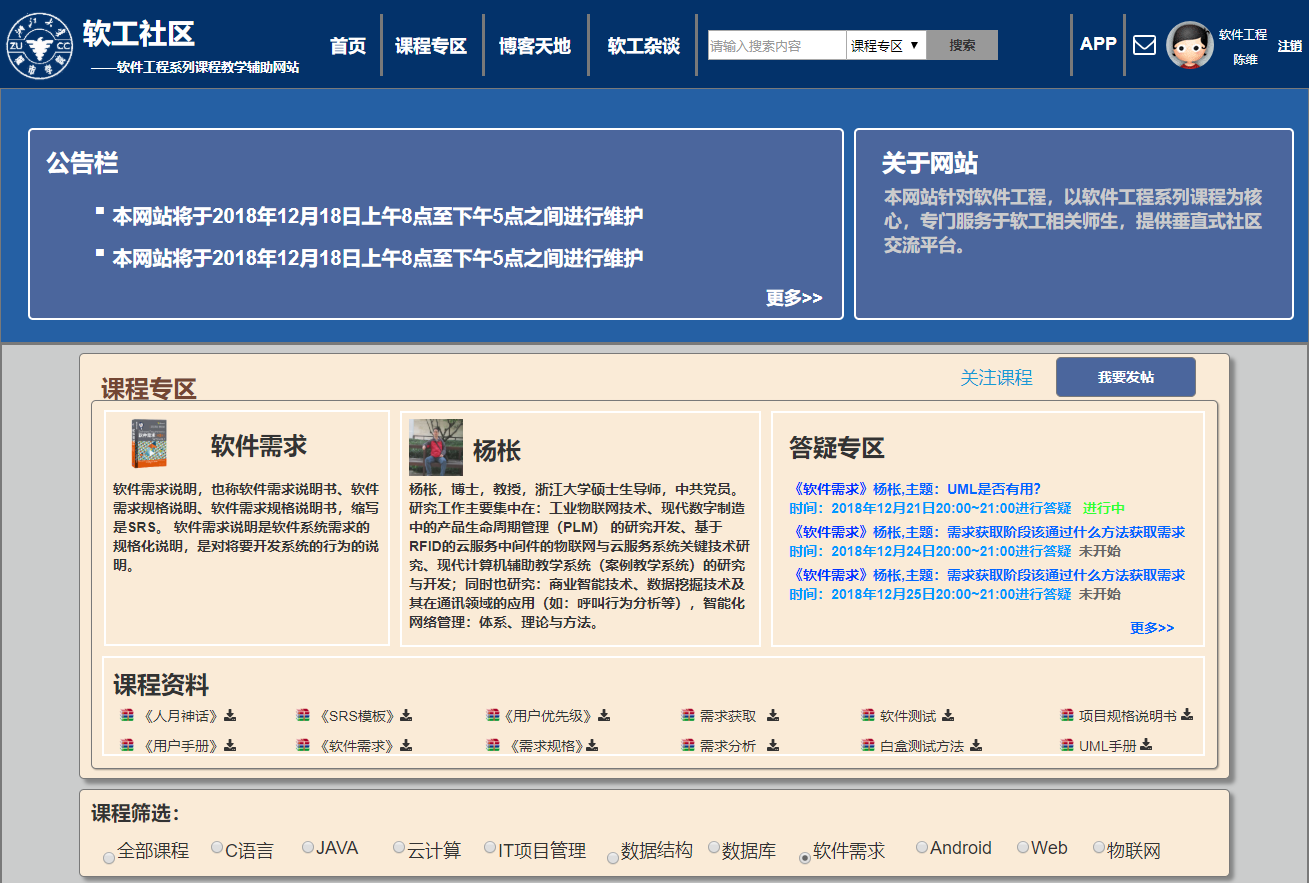 软工社区
——软件工程系列课程教学辅助网站
首页
课程专区
博客天地
软工杂谈
请输入搜索内容
课程专区 ▼
搜索
APP
软件工程
陈维
注销
ZU
CC
公告栏
本网站将于2018年12月18日上午8点至下午5点之间进行维护
本网站将于2018年12月18日上午8点至下午5点之间进行维护
更多>>
关于网站
本网站针对软件工程，以软件工程系列课程为核
心，专门服务于软工相关师生，提供垂直式社区
交流平台。
课程专区
关注课程
我要发帖
软件需求
软件需求说明，也称软件需求说明书、软件
需求规格说明、软件需求规格说明书，缩写
是SRS。 软件需求说明是软件系统需求的
规格化说明，是对将要开发系统的行为的说
明。
杨枨
杨枨，博士，教授，浙江大学硕士生导师，中共党员。
研究工作主要集中在：工业物联网技术、现代数字制造
中的产品生命周期管理（PLM） 的研究开发、基于
RFID的云服务中间件的物联网与云服务系统关键技术研
究、现代计算机辅助教学系统（案例教学系统）的研究
与开发；同时也研究：商业智能技术、数据挖掘技术及
其在通讯领域的应用（如：呼叫行为分析等），智能化
网络管理：体系、理论与方法。
答疑专区
《软件需求》杨枨,主题：UML是否有用?
时间：2018年12月21日20:00~21:00进行答疑 进行中
《软件需求》杨枨,主题：需求获取阶段该通过什么方法获取需求
时间：2018年12月24日20:00~21:00进行答疑 未开始
《软件需求》杨枨,主题：需求获取阶段该通过什么方法获取需求
时间：2018年12月25日20:00~21:00进行答疑 未开始
更多>>
课程资料
《人月神话》 《SRS模板》 《用户优先级》 需求获取 软件测试 项目规格说明书
《用户手册》 《软件需求》 《需求规格》 需求分析 白盒测试方法 UML手册
课程筛选：
全部课程 C语言 JAVA 云计算 IT项目管理 数据结构 数据库 软件需求 Android Web 物联网